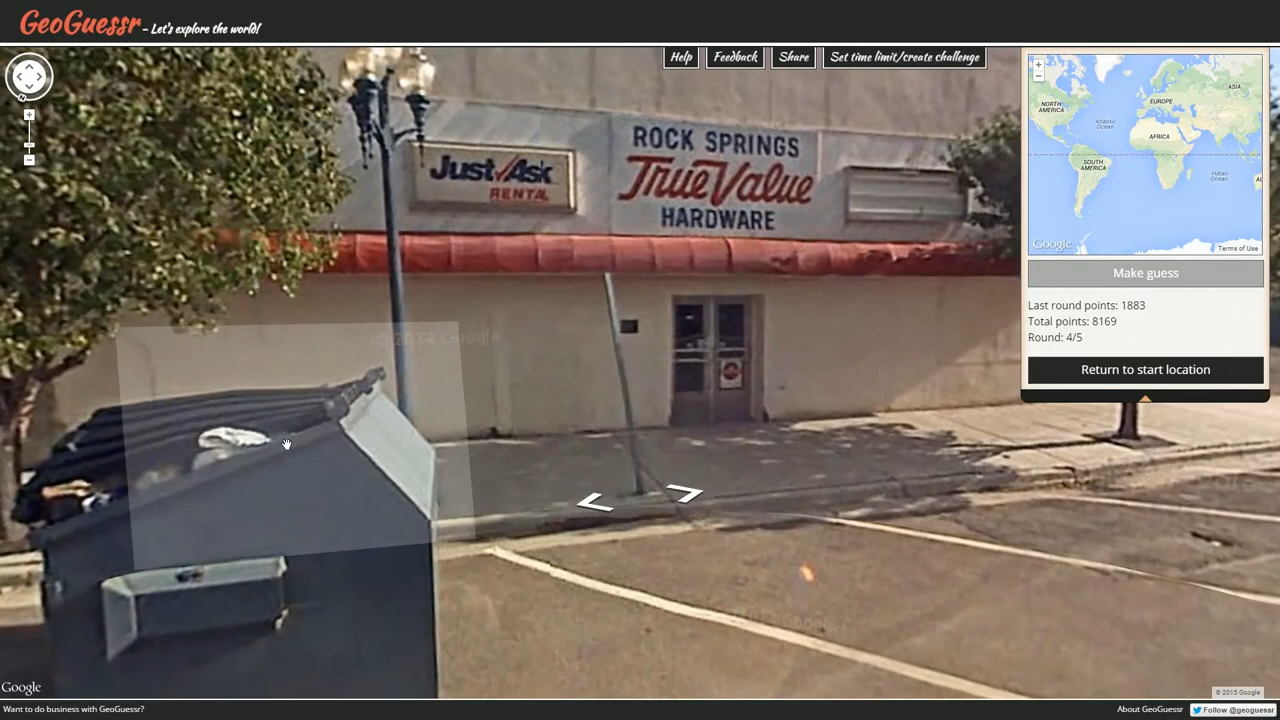 GeoGuessr - Let's explore the world!
Help
Feedback
Share
Set time limit/create challenge
+
−
+
−
N
NORTH AMERICA
Atlantic Ocean
EUROPE
ASIA
AFRICA
SOUTH AMERICA
Indian Ocean
Google
Terms of Use
Make guess
Last round points: 1883
Total points: 8169
Round: 4/5
Return to start location
Just Ask
RENTAL
ROCK SPRINGS
True Value
HARDWARE
© 2014 Google
Google
© 2015 Google
Want to do business with GeoGuessr?
About GeoGuessr
Follow @geoguessr